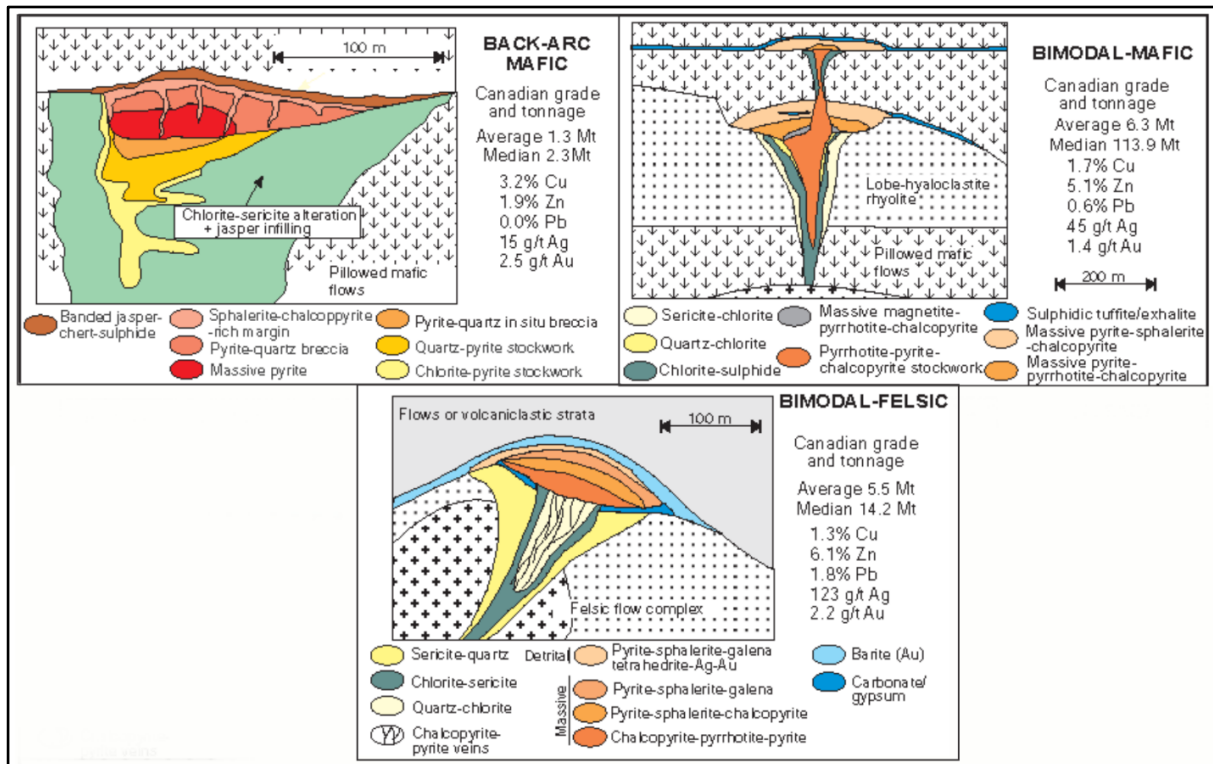 100 m
BACK-ARC
MAFIC
Canadian grade
and tonnage
Average 1.3 Mt
Median 2.3Mt
3.2% Cu
1.9% Zn
0.0% Pb
15 g/t Ag
2.5 g/t Au
Chlorite-sericite alteration
+ jasper infilling
Pillowed mafic
flows
Banded jasper-
chert-sulphide
Sphalerite-chalcoppyrite
-rich margin
Pyrite-quartz breccia
Massive pyrite
Pyrite-quartz in situ breccia
Quartz-pyrite stockwork
Chlorite-pyrite stockwork
BIMODAL-MAFIC
Canadian grade
and tonnage
Average 6.3 Mt
Median 113.9 Mt
1.7% Cu
5.1% Zn
0.6% Pb
45 g/t Ag
1.4 g/t Au
200 m
Lobe-hyaloclastite
rhyolite
Pillowed mafic
flows
Sericite-chlorite
Quartz-chlorite
Chlorite-sulphide
Massive magnetite-
pyrrhotite-chalcopyrite
Pyrrhotite-pyrite-
chalcopyrite stockwork
Sulphidic tuffite/exhalite
Massive pyrite-sphalerite
-chalcopyrite
Massive pyrite-
pyrrhotite-chalcopyrite
BIMODAL-FELSIC
Flows or volcaniclastic strata
100 m
Canadian grade
and tonnage
Average 5.5 Mt
Median 14.2 Mt
1.3% Cu
6.1% Zn
1.8% Pb
123 g/t Ag
2.2 g/t Au
Felsic flow complex
Sericite-quartz
Chlorite-sericite
Quartz-chlorite
Chalcopyrite-
pyrite veins
Detrital
Pyrite-sphalerite-galena
tetrahedrite-Ag-Au
Massive
Pyrite-sphalerite-galena
Pyrite-sphalerite-chalcopyrite
Chalcopyrite-pyrrhotite-pyrite
Barite (Au)
Carbonate/
gypsum